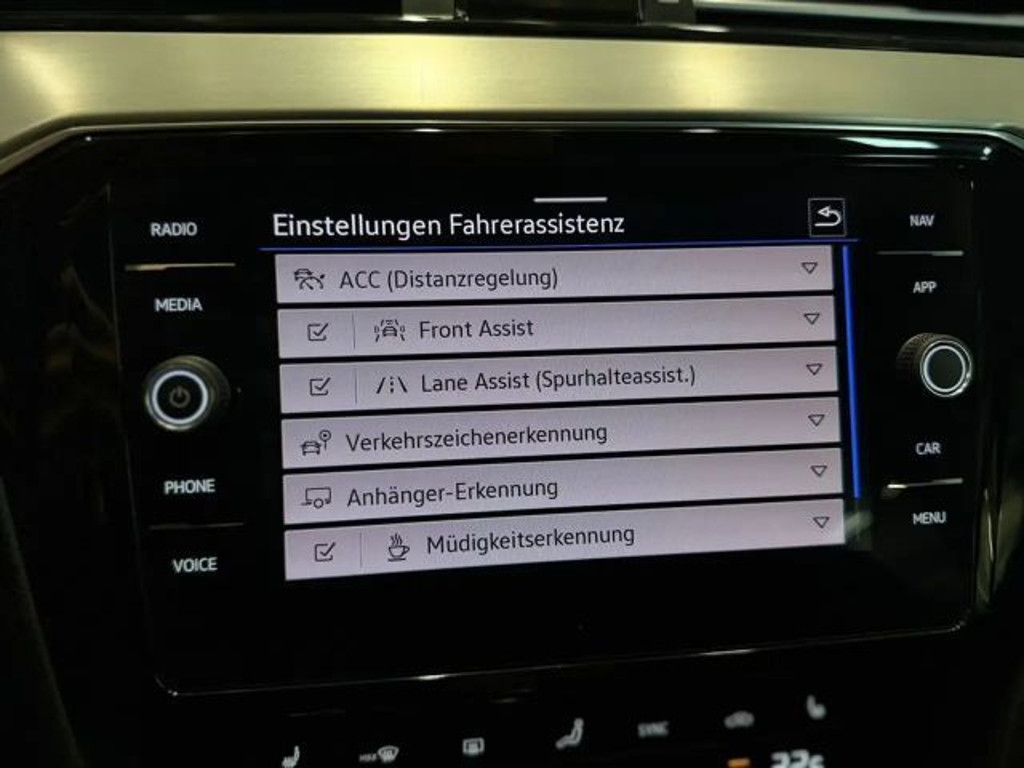 RADIO
MEDIA
PHONE
VOICE
Einstellungen Fahrerassistenz
ACC (Distanzregelung)
Front Assist
Lane Assist (Spurhalteassist.)
Verkehrszeichenerkennung
Anhänger-Erkennung
Müdigkeitserkennung
NAV
APP
CAR
MENU
SYNC